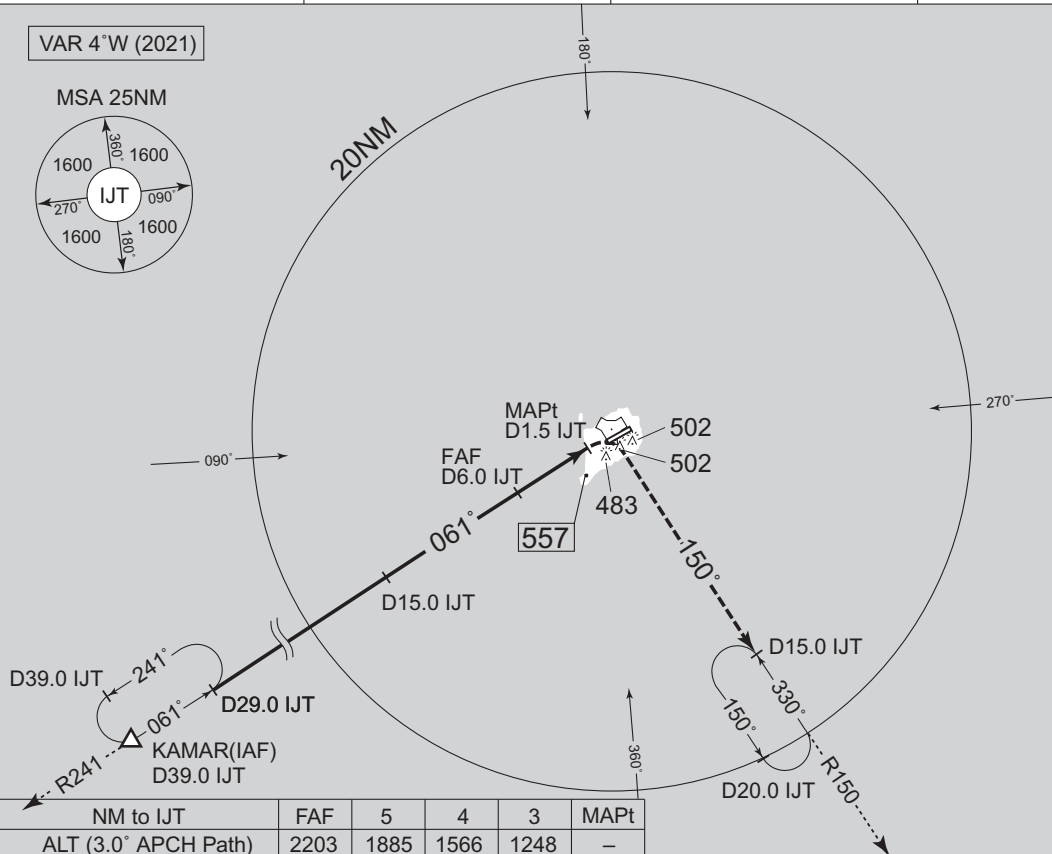 VAR 4°W (2021)
MSA 25NM
360°
1600
1600
IJT
270°
090°
1600
1600
180°
180°
20NM
270°
090°
MAPt
D1.5 IJT
502
502
FAF
D6.0 IJT
483
557
061°
150°
D15.0 IJT
D15.0 IJT
241°
D39.0 IJT
061°
D29.0 IJT
KAMAR(IAF)
D39.0 IJT
R241
330°
150°
360°
R150
D20.0 IJT
NM to IJT FAF 5 4 3 MAPt
ALT (3.0° APCH Path) 2203 1885 1566 1248 –